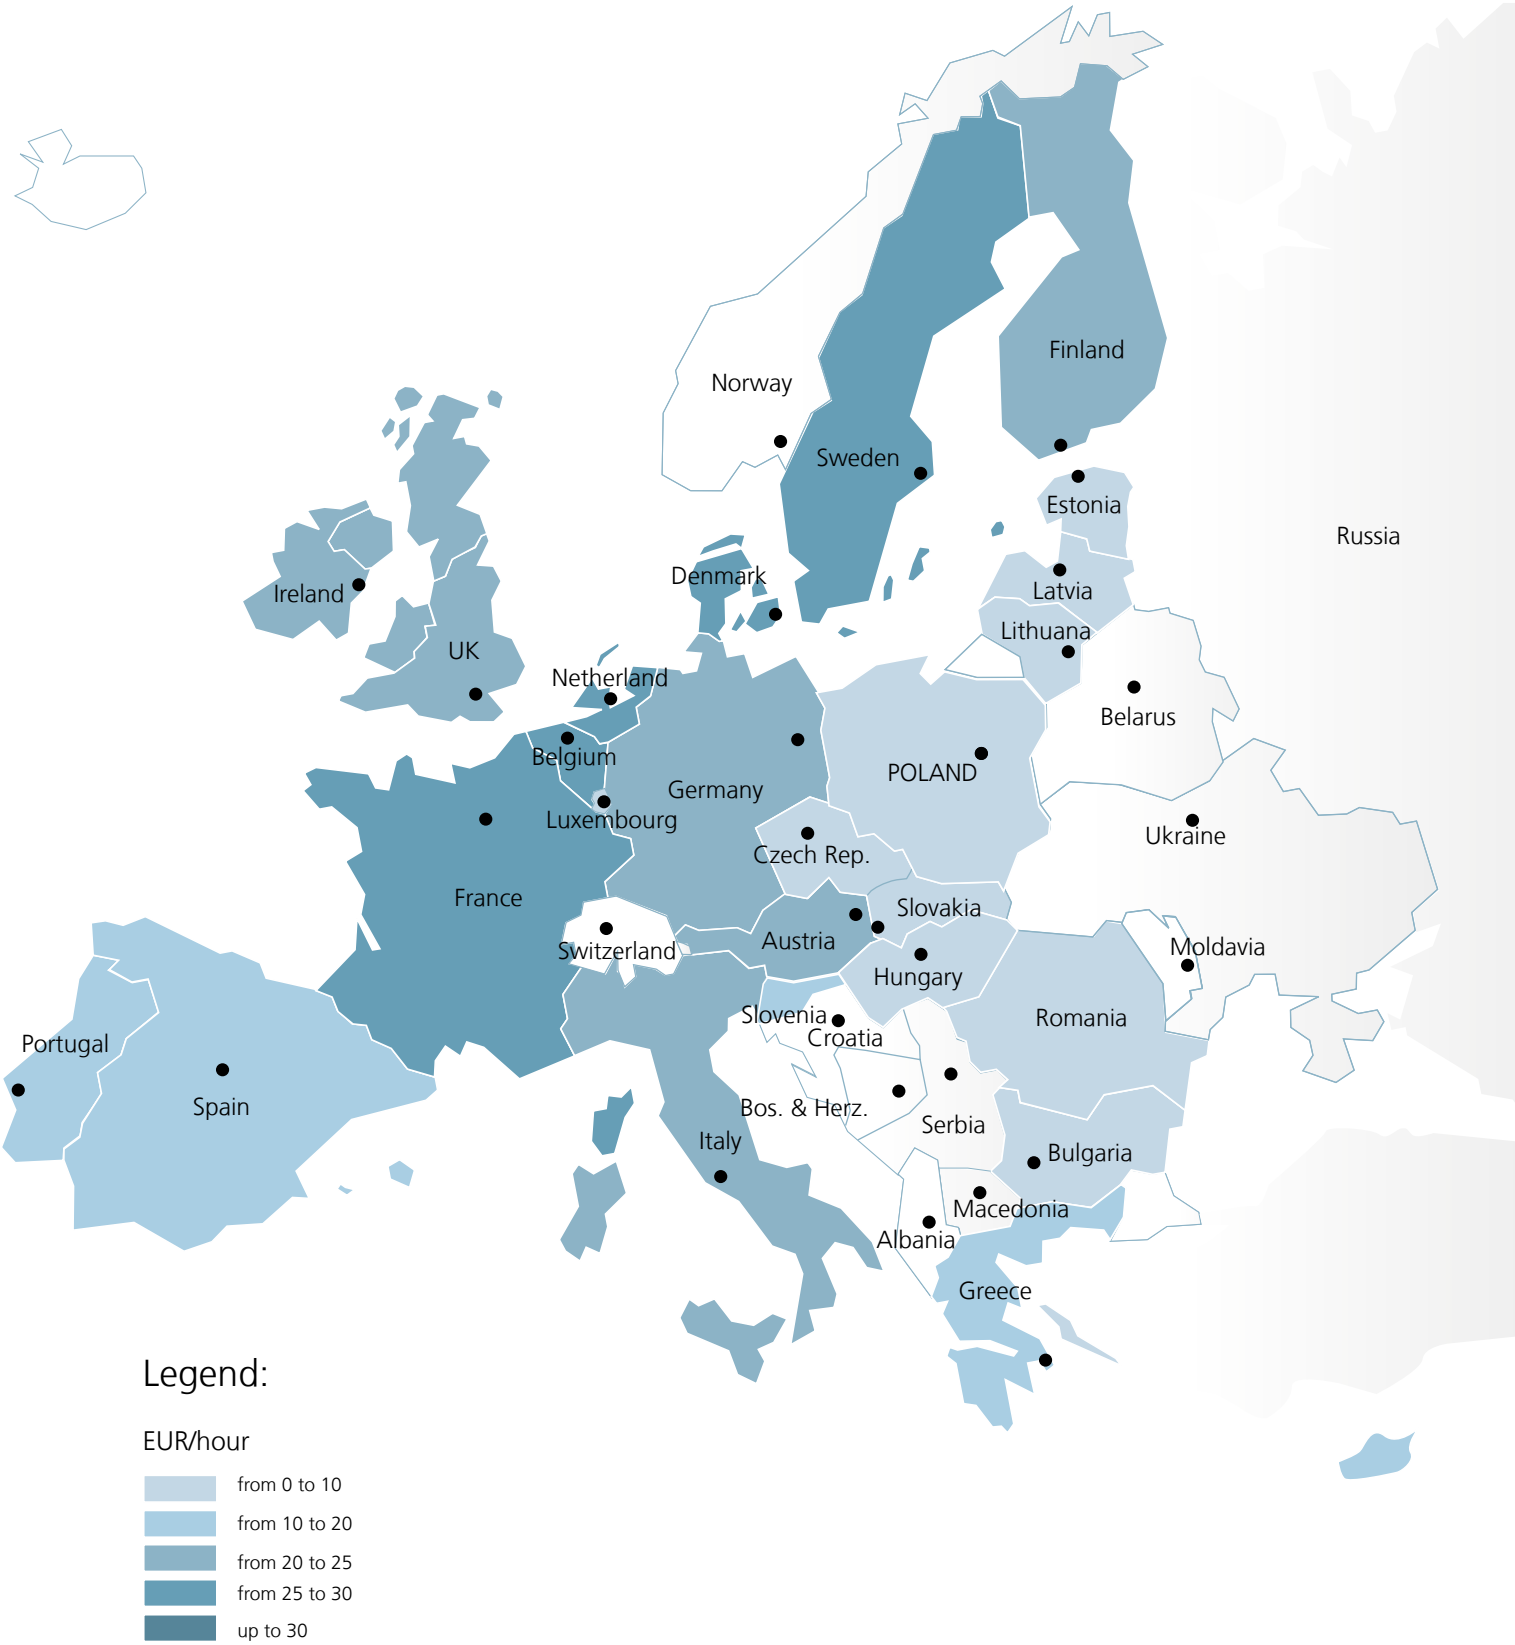 Finland
Norway
Sweden
Estonia
Russia
Denmark
Latvia
Ireland
Lithuana
UK
Netherland
Belarus
Belgium
POLAND
Germany
Luxembourg
Ukraine
Czech Rep.
France
Slovakia
Austria
Moldavia
Switzerland
Hungary
Slovenia
Romania
Croatia
Portugal
Spain
Bos. & Herz.
Serbia
Italy
Bulgaria
Macedonia
Albania
Greece
Legend:
EUR/hour
from 0 to 10
from 10 to 20
from 20 to 25
from 25 to 30
up to 30